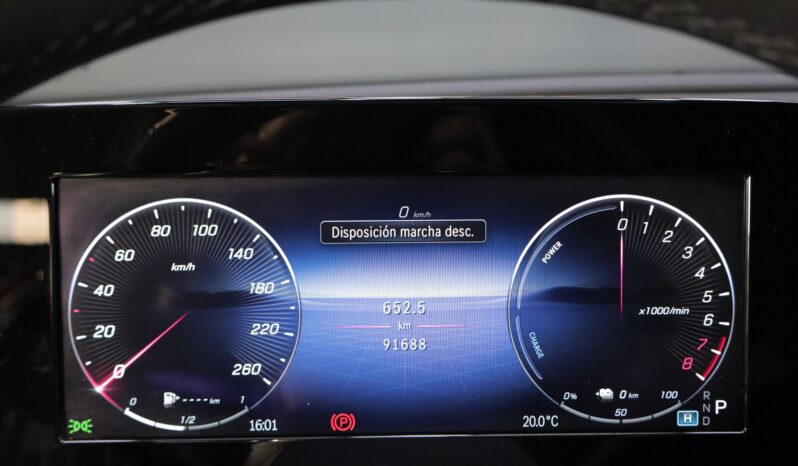 0 km/h
Disposición marcha desc.
652.5
km
91688
0
20
40
60
80
100
140
180
220
260
km/h
0
1/2
1
----- km
16:01
P
POWER
CHARGE
0
1
2
3
4
5
6
7
8
x1000/min
0%
50
100
0 km
20.0°C
H
R
N
D
P